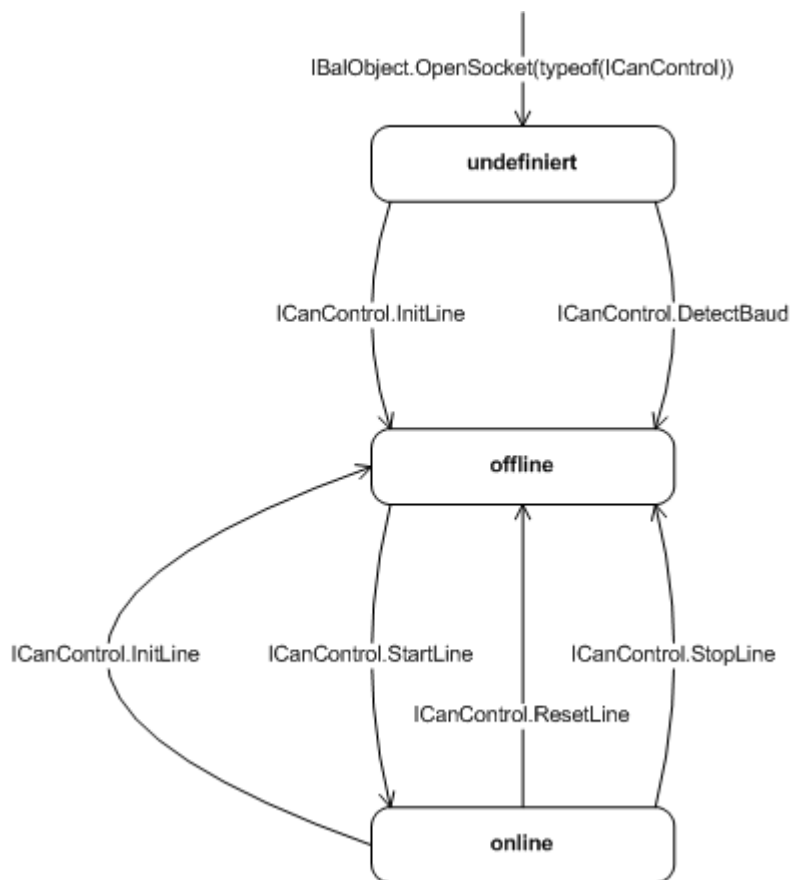 IBalObject.OpenSocket(typeof(ICanControl))
undefiniert
ICanControl.InitLine
ICanControl.DetectBaud
offline
ICanControl.InitLine
ICanControl.StartLine
ICanControl.StopLine
ICanControl.ResetLine
online